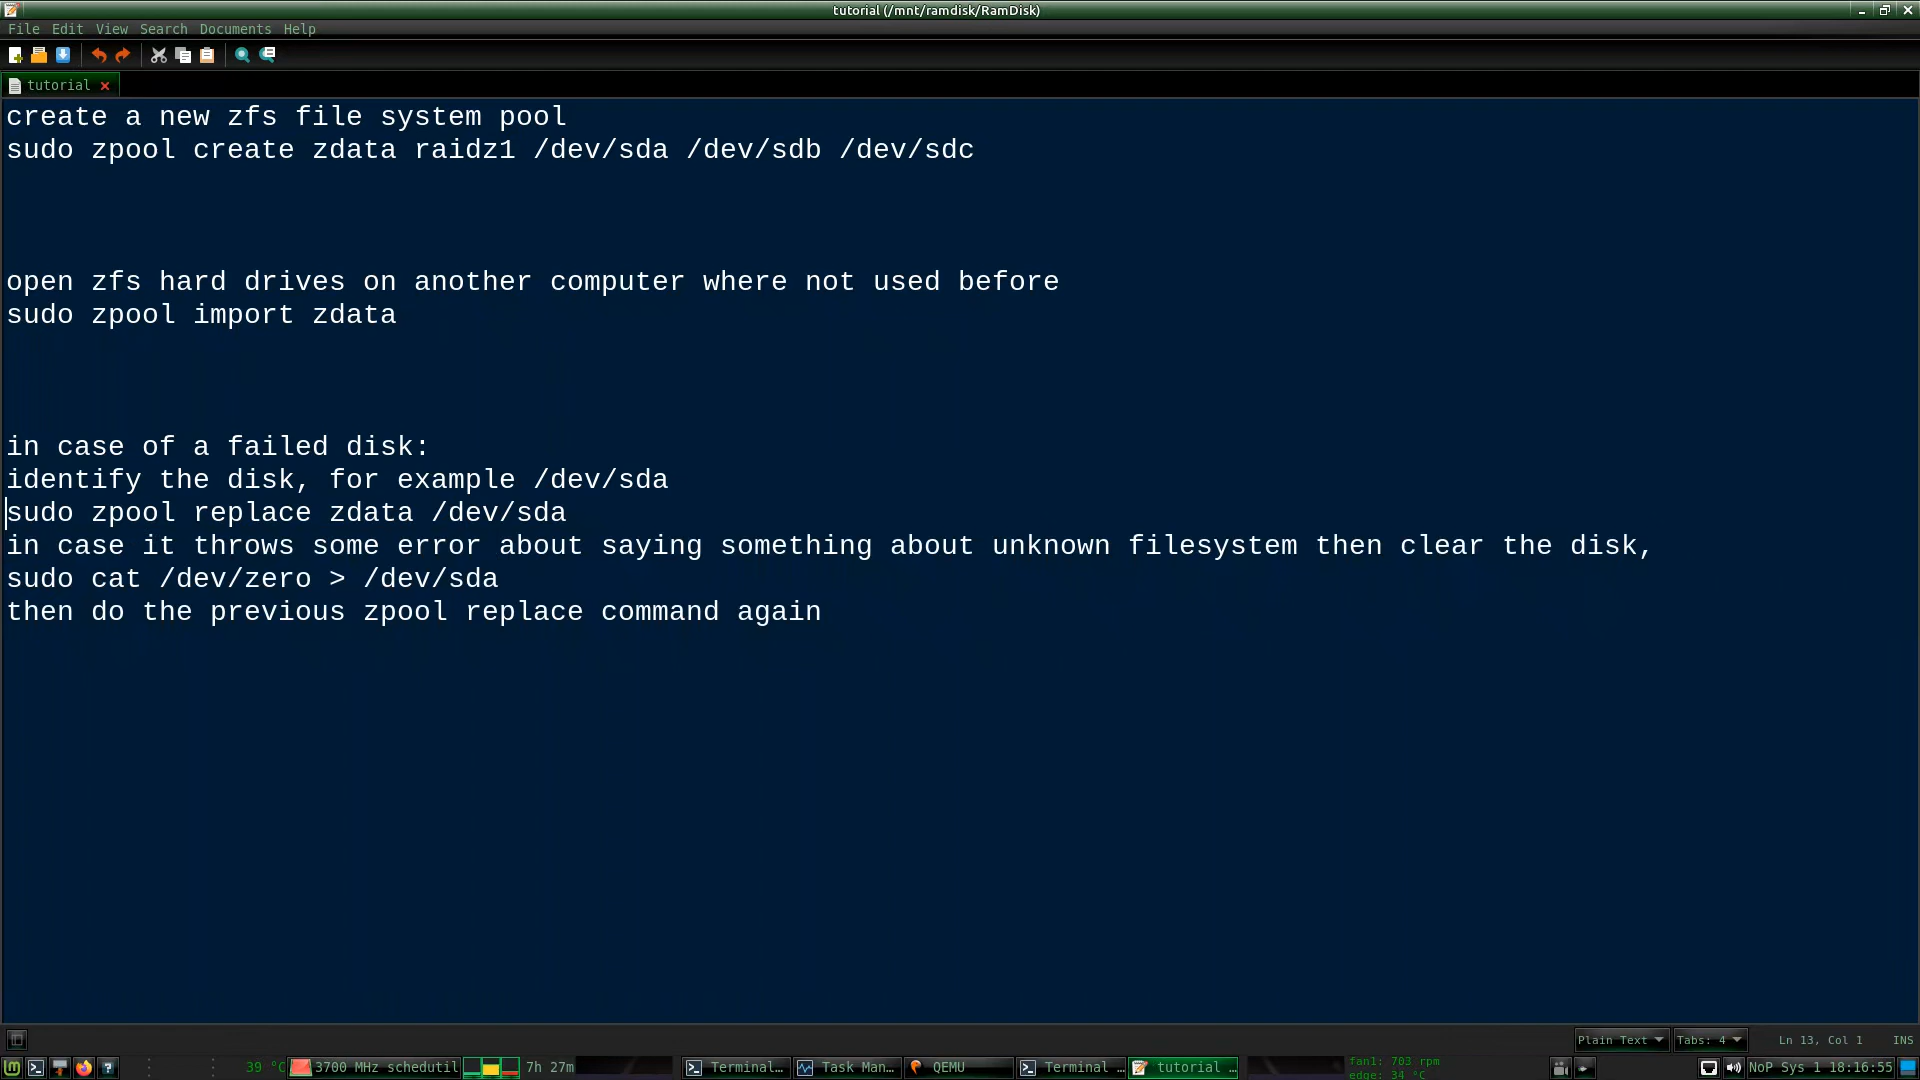 tutorial (/mnt/ramdisk/RamDisk)
File Edit View Search Documents Help
tutorial
create a new zfs file system pool
sudo zpool create zdata raidz1 /dev/sda /dev/sdb /dev/sdc
open zfs hard drives on another computer where not used before
sudo zpool import zdata
in case of a failed disk:
identify the disk, for example /dev/sda
sudo zpool replace zdata /dev/sda
in case it throws some error about saying something about unknown filesystem then clear the disk,
sudo cat /dev/zero > /dev/sda
then do the previous zpool replace command again
Plain Text Tabs: 4 Ln 13, Col 1 INS
39 °C 3700 MHz schedutil 7h 27m Terminal… Task Man… QEMU Terminal … tutorial … fan1: 703 rpm NoP Sys 1 18:16:55
edge: 34 °C